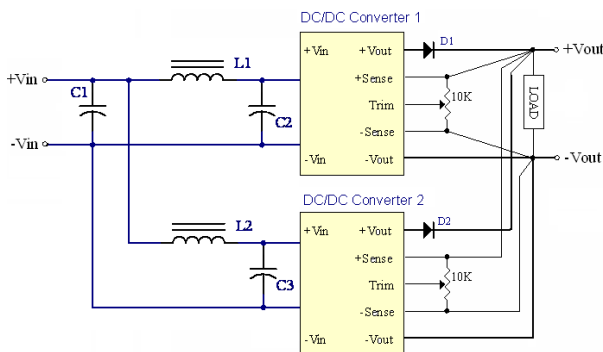 DC/DC Converter 1
+Vin
+Vout
D1
+Vout
L1
+Sense
+Vin
C1
C2
Trim
10K
LOAD
-Sense
-Vin
-Vin
-Vout
-Vout
DC/DC Converter 2
L2
+Vin
+Vout
D2
+Sense
C3
Trim
10K
-Sense
-Vin
-Vout